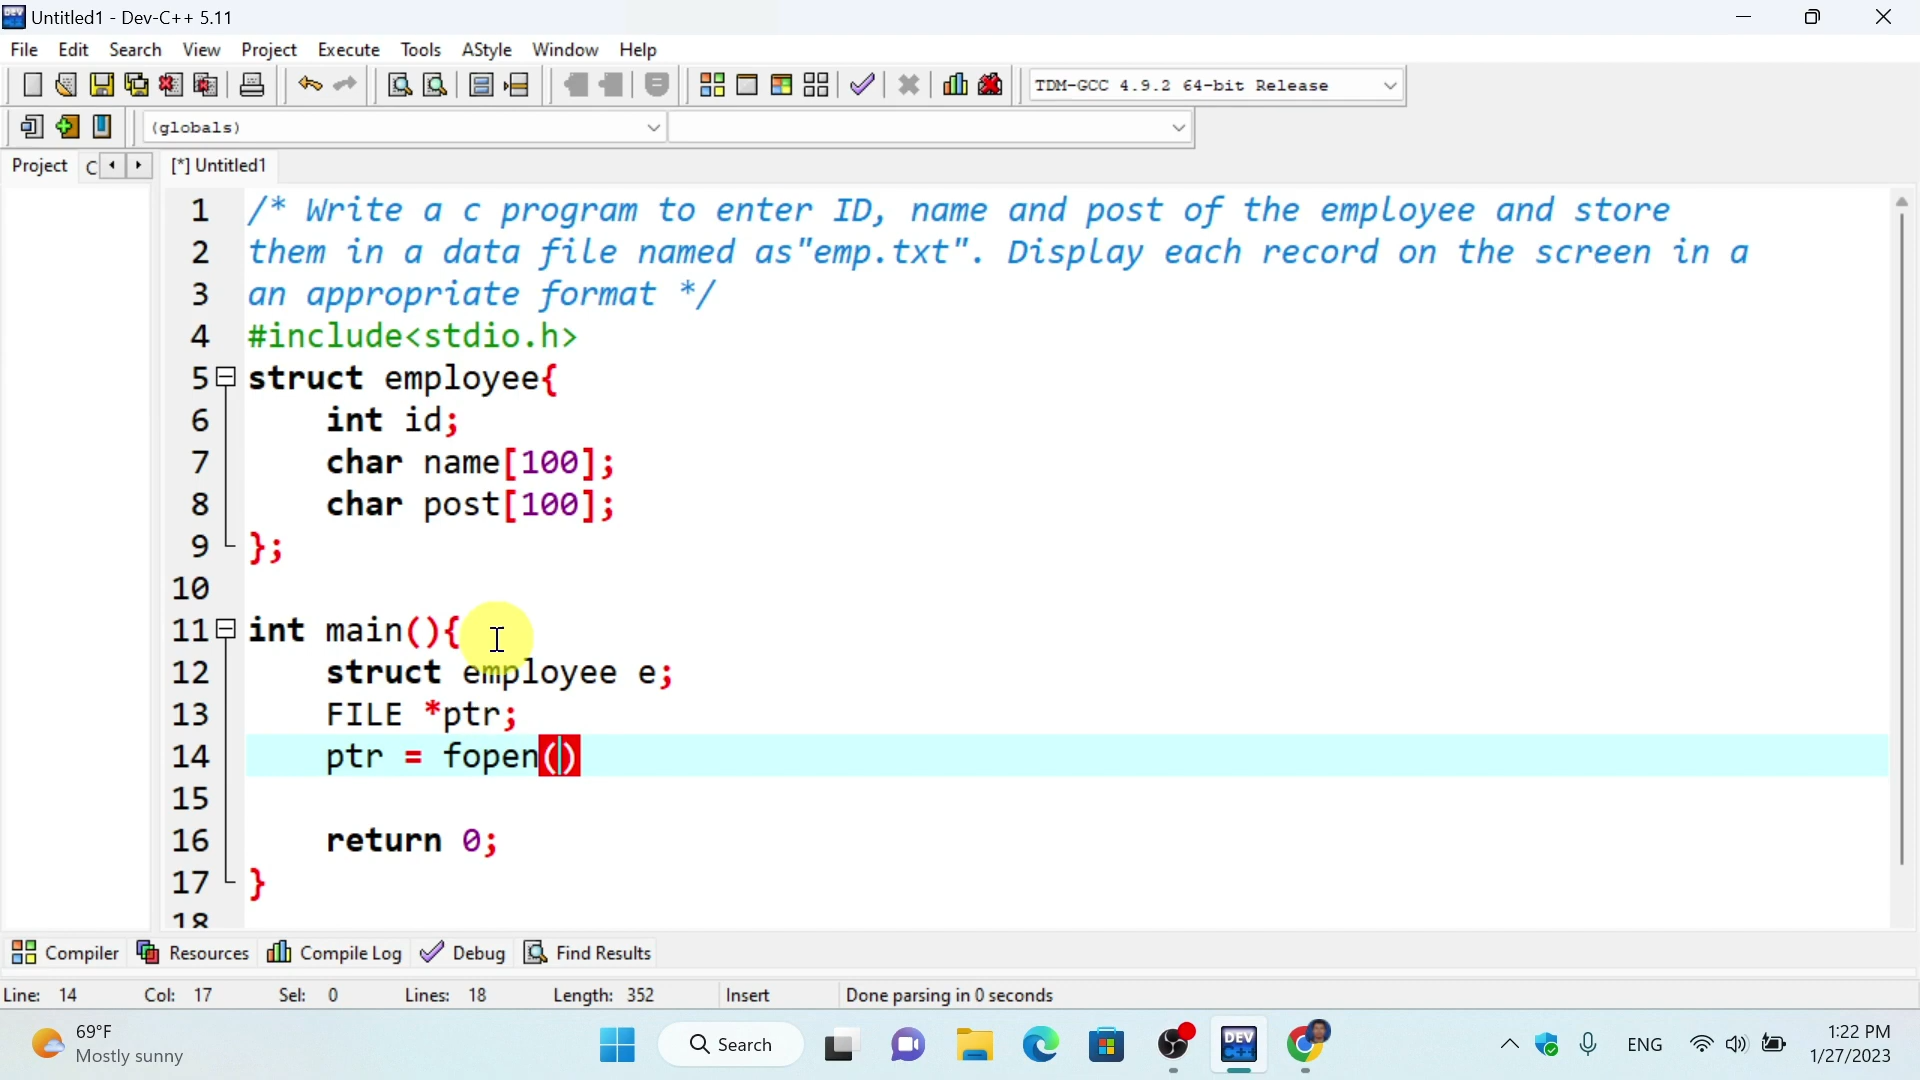 Untitled1 - Dev-C++ 5.11
File Edit Search View Project Execute Tools AStyle Window Help
TDM-GCC 4.9.2 64-bit Release
(globals)
Project C [*] Untitled1
1 /* Write a c program to enter ID, name and post of the employee and store
2 them in a data file named as"emp.txt". Display each record on the screen in a
3 an appropriate format */
4 #include<stdio.h>
5 struct employee{
6 int id;
7 char name[100];
8 char post[100];
9 };
10
11 int main(){
12 struct employee e;
13 FILE *ptr;
14 ptr = fopen()
15
16 return 0;
17 }
18
Compiler Resources Compile Log Debug Find Results
Line: 14 Col: 17 Sel: 0 Lines: 18 Length: 352 Insert Done parsing in 0 seconds
69°F
Mostly sunny
Search
DEV C++
ENG
1:22 PM
1/27/2023